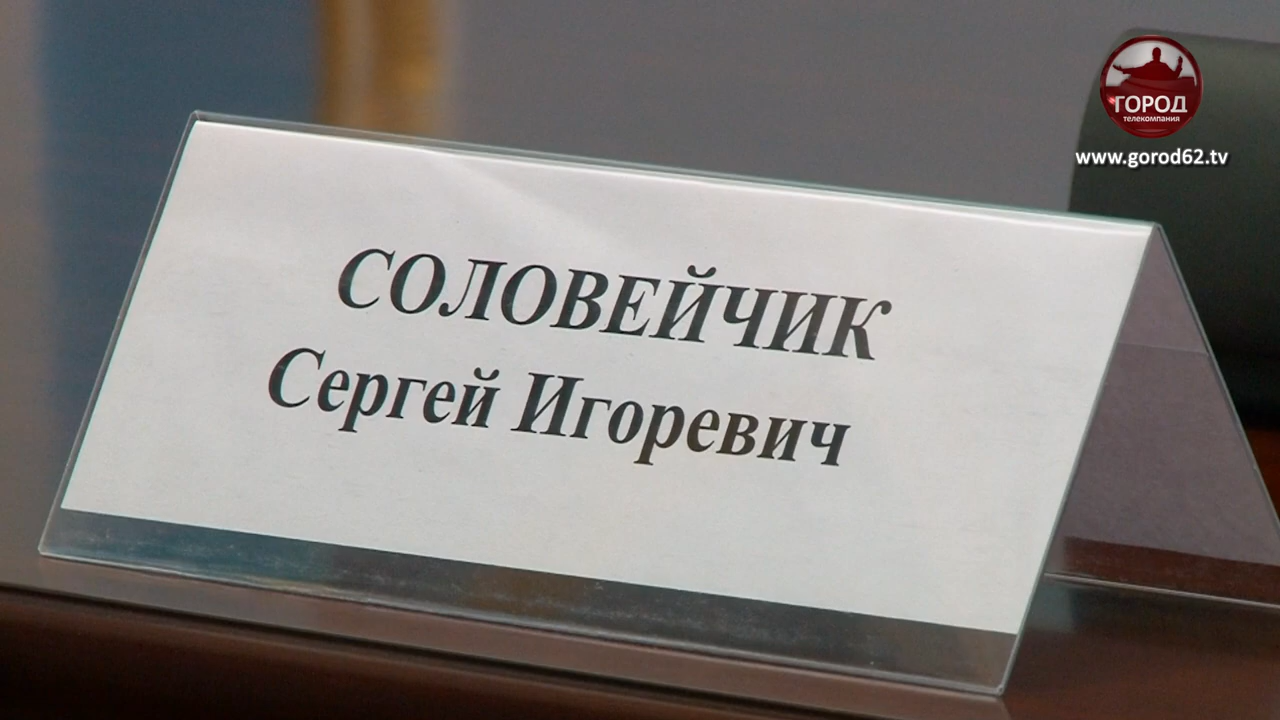 ГОРОД
телекомпания
www.gorod62.tv
СОЛОВЕЙЧИК
Сергей Игоревич